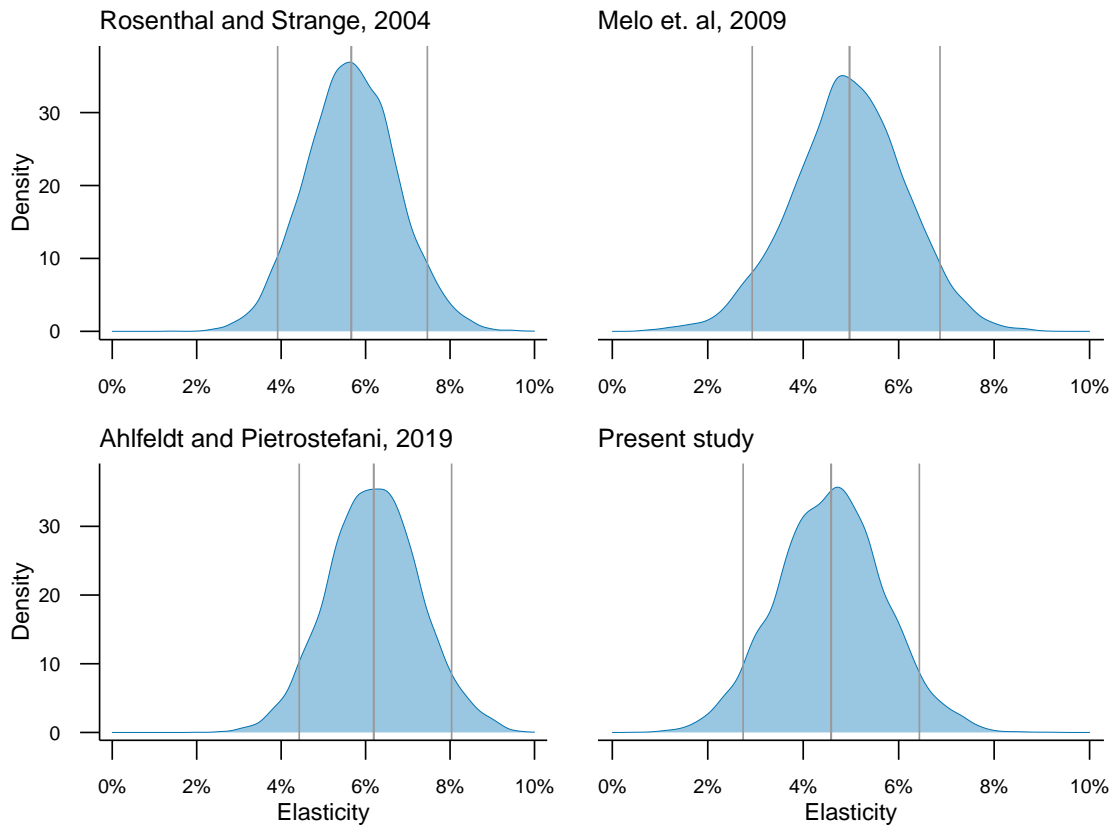 Rosenthal and Strange, 2004
Melo et. al, 2009
Density
30
20
10
0
0% 2% 4% 6% 8% 10%
0% 2% 4% 6% 8% 10%
Ahlfeldt and Pietrostefani, 2019
Present study
Density
30
20
10
0
0% 2% 4% 6% 8% 10%
0% 2% 4% 6% 8% 10%
Elasticity
Elasticity